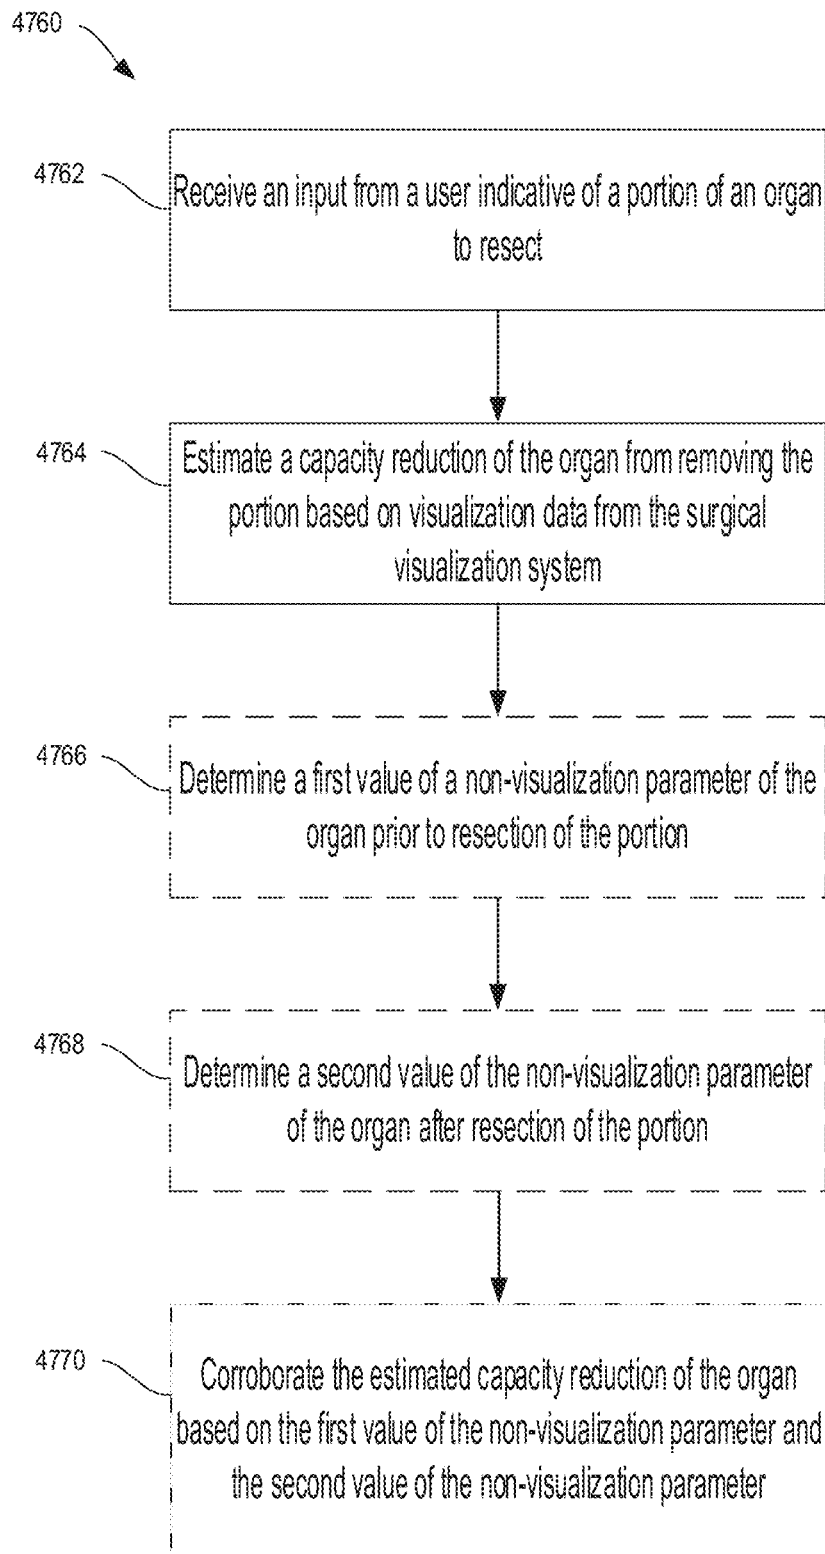 4760
4762
Receive an input from a user indicative of a portion of an organ
to resect
4764
Estimate a capacity reduction of the organ from removing the
portion based on visualization data from the surgical
visualization system
4766
Determine a first value of a non-visualization parameter of the
organ prior to resection of the portion
4768
Determine a second value of the non-visualization parameter
of the organ after resection of the portion
4770
Corroborate the estimated capacity reduction of the organ
based on the first value of the non-visualization parameter and
the second value of the non-visualization parameter